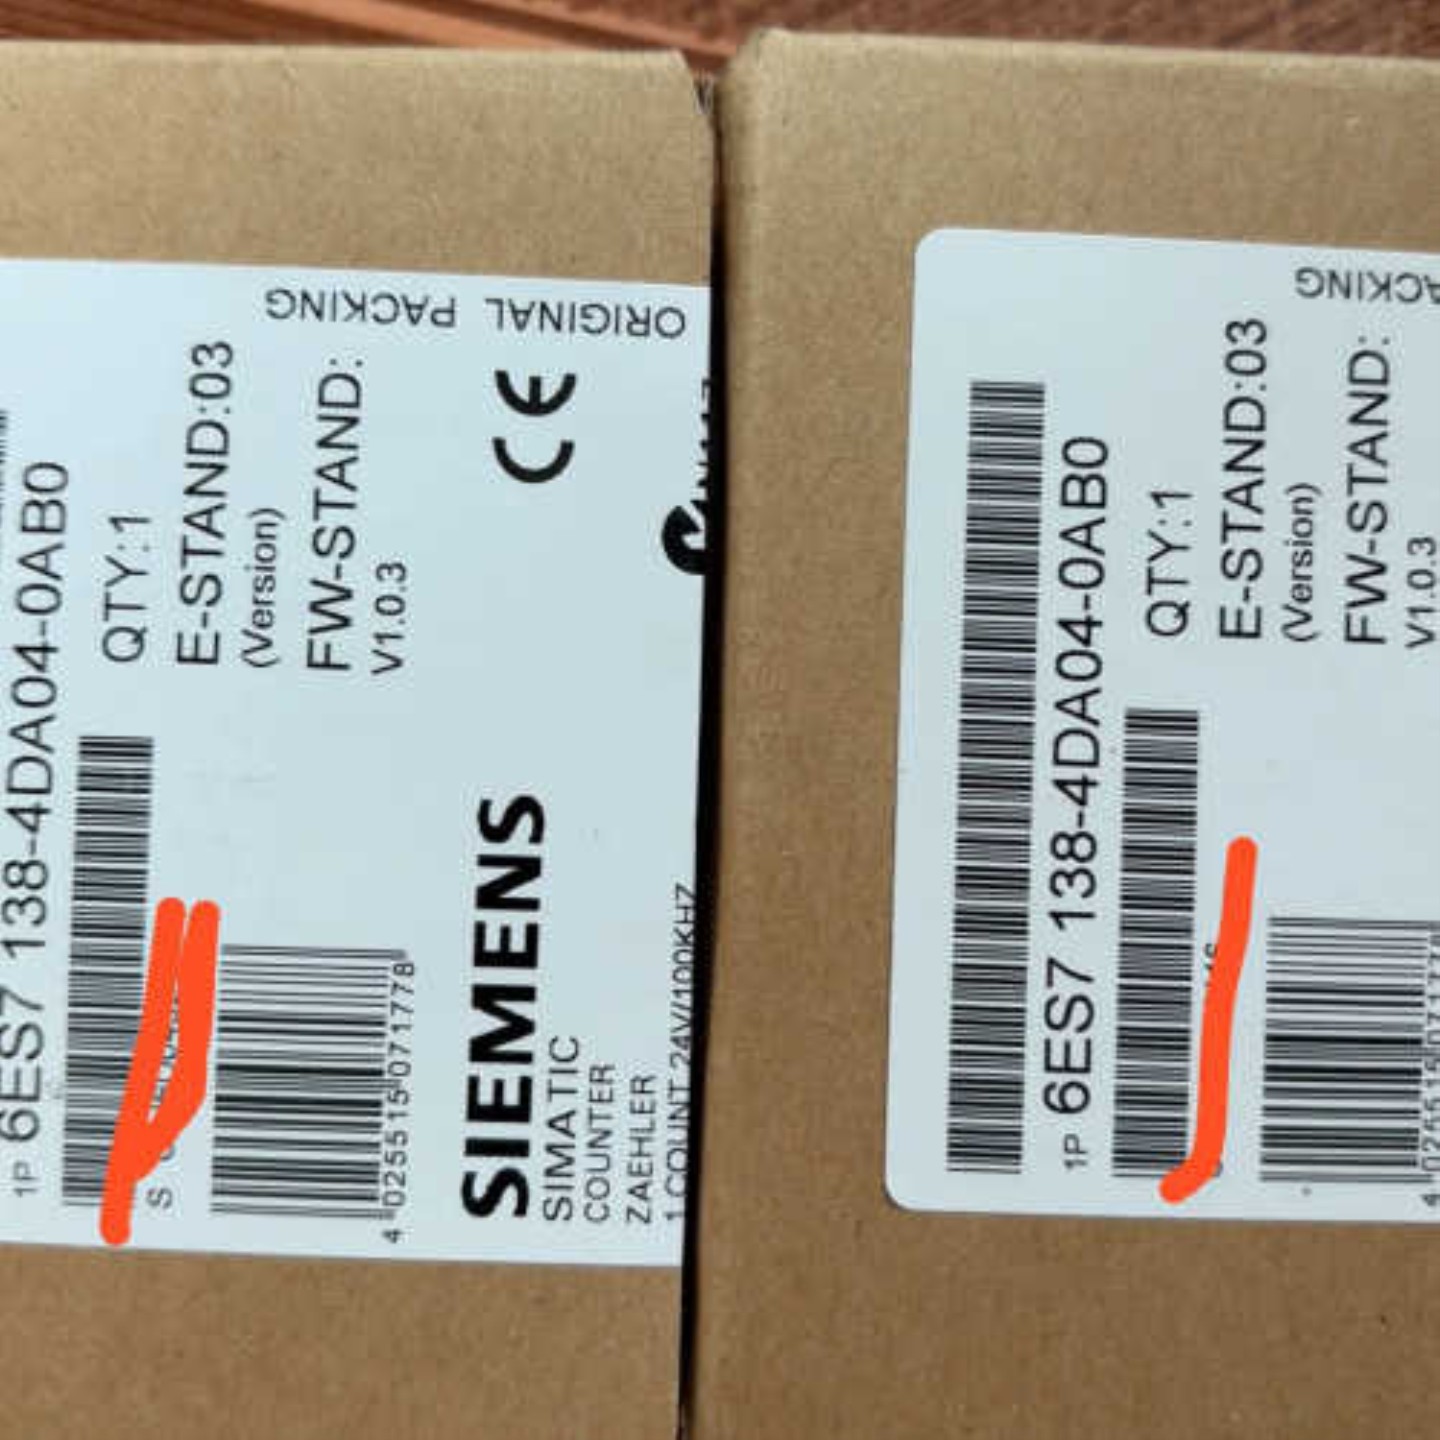 ORIGINAL PACKING
1P 6ES7 138-4DA04-0AB0
QTY:1
E-STAND:03
(Version)
FW-STAND:
V1.0.3
S
4 025515 071778
SIEMENS
SIMATIC
COUNTER
ZAEHLER
1 COUNT 24V/100KHZ
1P 6ES7 138-4DA04-0AB0
QTY:1
E-STAND:03
(Version)
FW-STAND:
V1.0.3